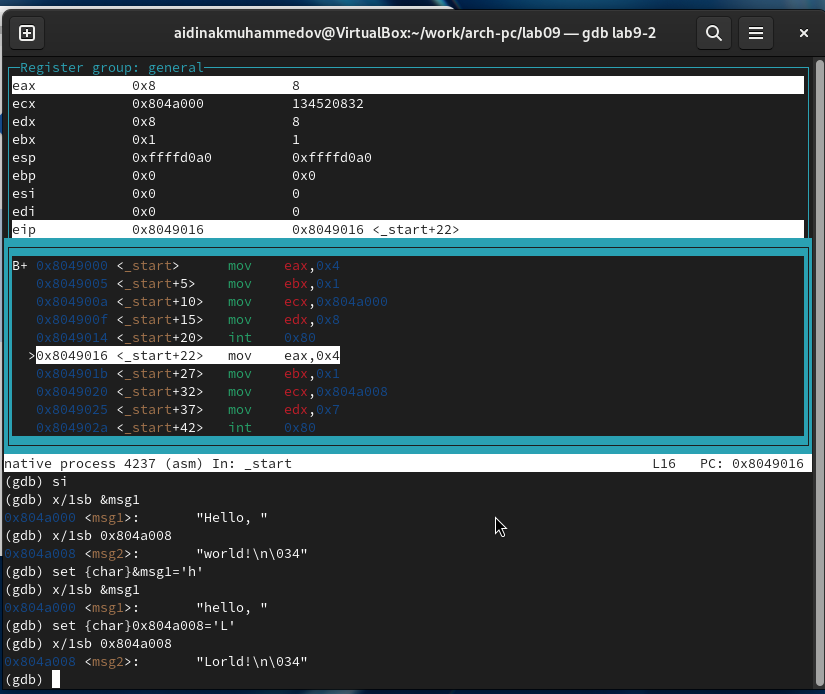 aidinakmuhammedov@VirtualBox:~/work/arch-pc/lab09 — gdb lab9-2
Register group: general
eax 0x8 8
ecx 0x804a000 134520832
edx 0x8 8
ebx 0x1 1
esp 0xffffd0a0 0xffffd0a0
ebp 0x0 0x0
esi 0x0 0
edi 0x0 0
eip 0x8049016 0x8049016 <_start+22>
B+ 0x8049000 <_start> mov eax,0x4
0x8049005 <_start+5> mov ebx,0x1
0x804900a <_start+10> mov ecx,0x804a000
0x804900f <_start+15> mov edx,0x8
0x8049014 <_start+20> int 0x80
>0x8049016 <_start+22> mov eax,0x4
0x804901b <_start+27> mov ebx,0x1
0x8049020 <_start+32> mov ecx,0x804a008
0x8049025 <_start+37> mov edx,0x7
0x804902a <_start+42> int 0x80
native process 4237 (asm) In: _start L16 PC: 0x8049016
(gdb) si
(gdb) x/1sb &msg1
0x804a000 <msg1>: "Hello, "
(gdb) x/1sb 0x804a008
0x804a008 <msg2>: "world!\n\034"
(gdb) set {char}&msg1='h'
(gdb) x/1sb &msg1
0x804a000 <msg1>: "hello, "
(gdb) set {char}0x804a008='L'
(gdb) x/1sb 0x804a008
0x804a008 <msg2>: "Lorld!\n\034"
(gdb)